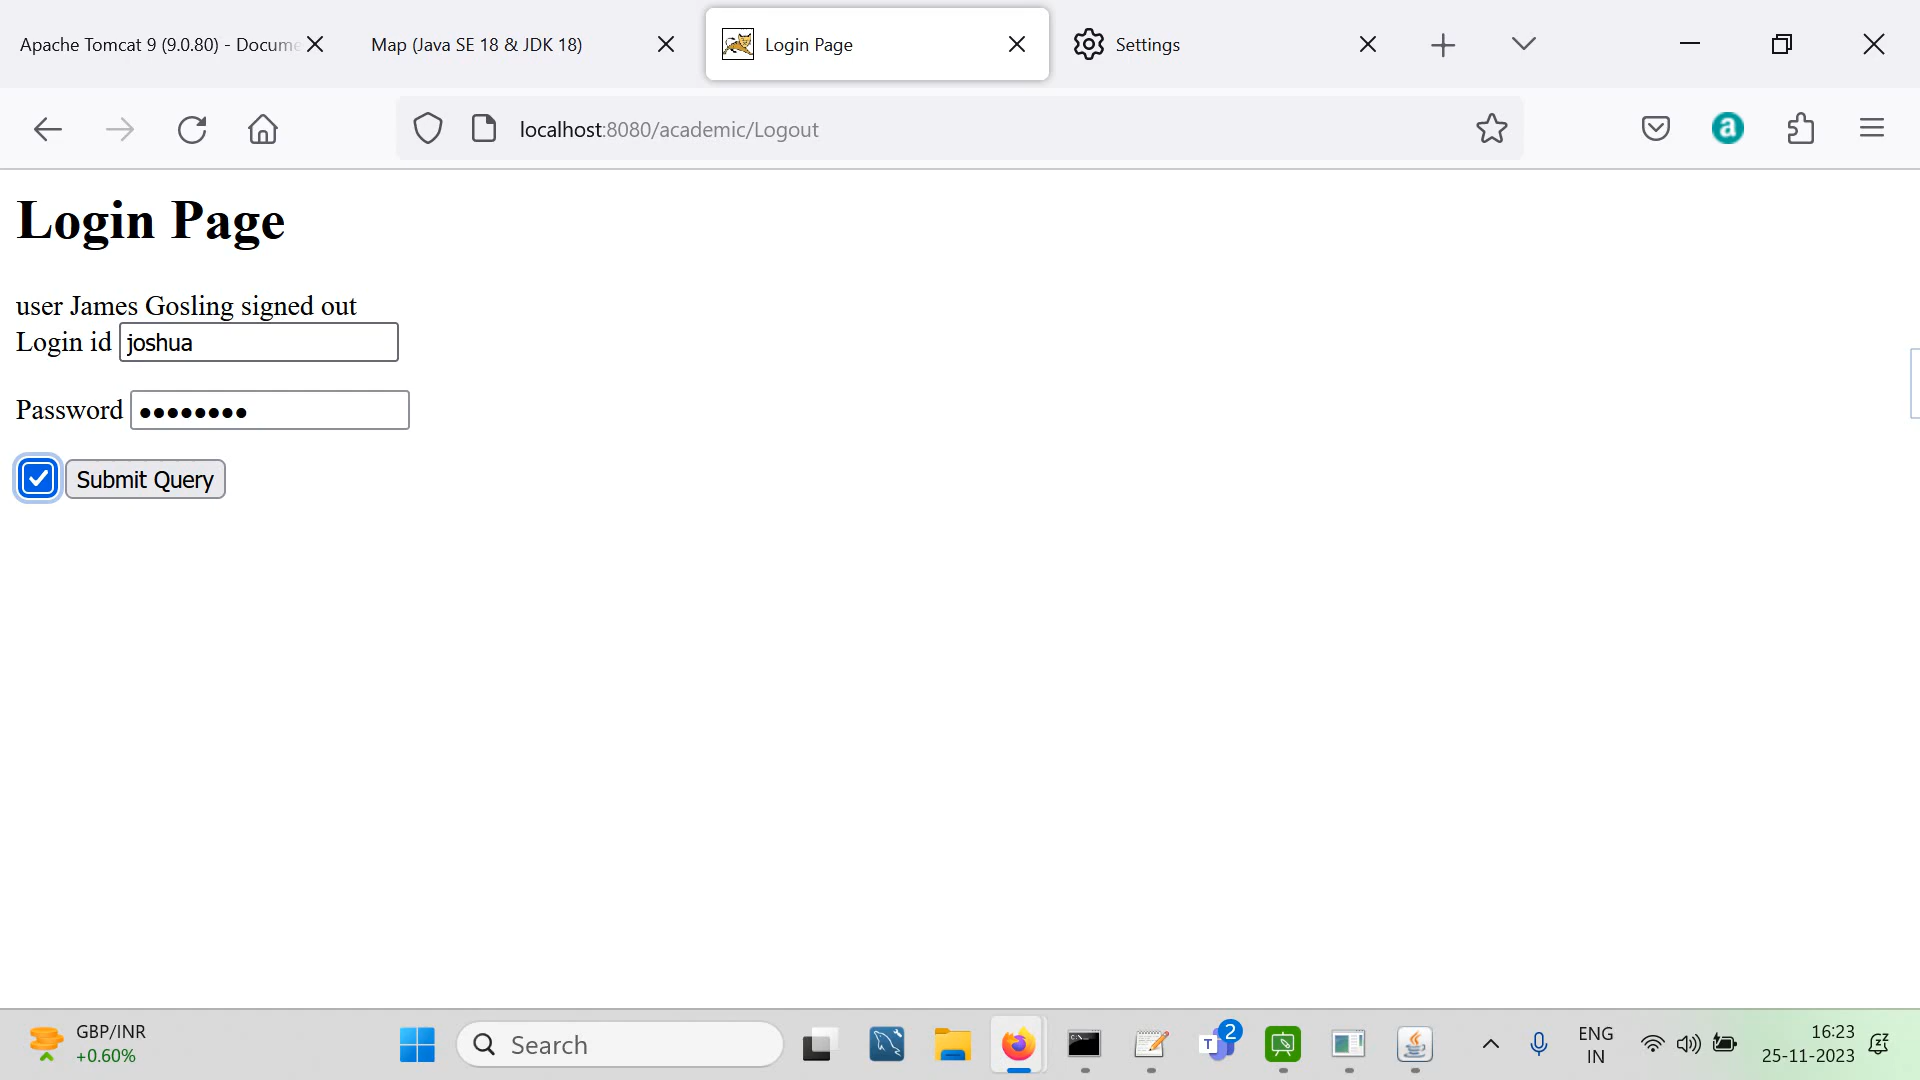 Apache Tomcat 9 (9.0.80) - Docume
Map (Java SE 18 & JDK 18)
Login Page
Settings
localhost:8080/academic/Logout
a
Login Page
user James Gosling signed out
Login id joshua
Password ●●●●●●●●
Submit Query
GBP/INR
+0.60%
Search
T
2
ENG
IN
16:23
25-11-2023